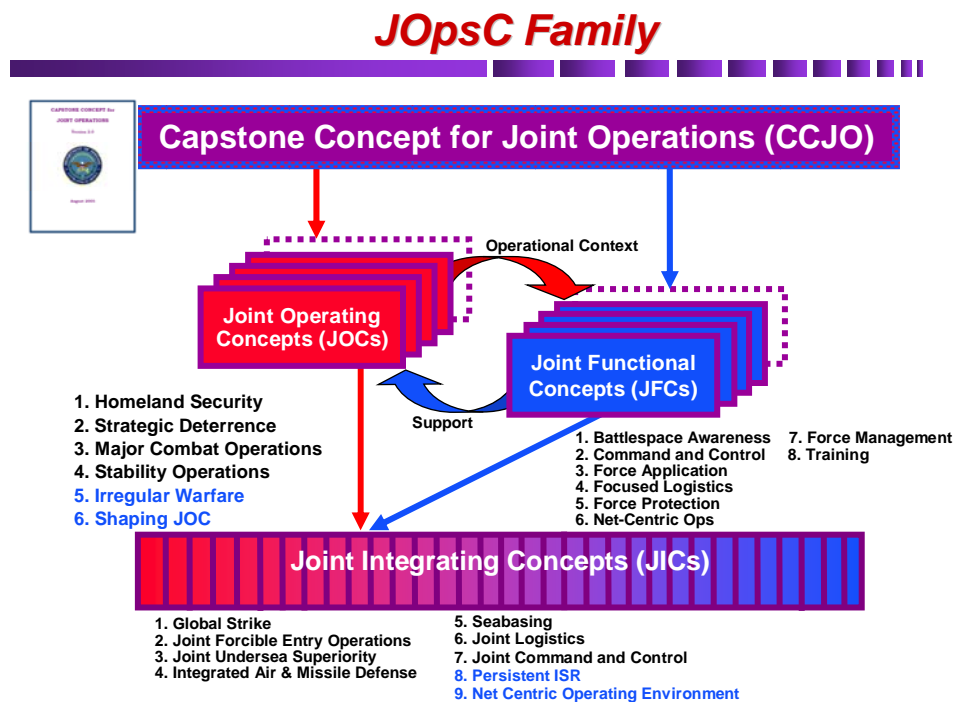 JOpsC Family
CAPSTONE CONCEPT for
JOINT OPERATIONS
Capstone Concept for Joint Operations (CCJO)
Operational Context
Joint Operating
Concepts (JOCs)
Joint Functional
Concepts (JFCs)
Support
1. Homeland Security
2. Strategic Deterrence
3. Major Combat Operations
4. Stability Operations
5. Irregular Warfare
6. Shaping JOC
1. Battlespace Awareness
2. Command and Control
3. Force Application
4. Focused Logistics
5. Force Protection
6. Net-Centric Ops
7. Force Management
8. Training
Joint Integrating Concepts (JICs)
1. Global Strike
2. Joint Forcible Entry Operations
3. Joint Undersea Superiority
4. Integrated Air & Missile Defense
5. Seabasing
6. Joint Logistics
7. Joint Command and Control
8. Persistent ISR
9. Net Centric Operating Environment